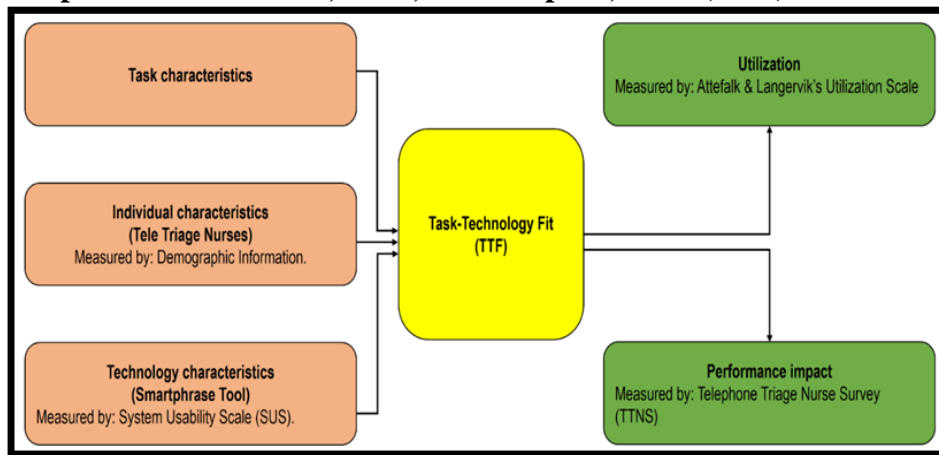 Task characteristics
Individual characteristics
(Tele Triage Nurses)
Measured by: Demographic Information.
Technology characteristics
(Smartphrase Tool)
Measured by: System Usability Scale (SUS).
Task-Technology Fit
(TTF)
Utilization
Measured by: Attefalk & Langervik's Utilization Scale
Performance impact
Measured by: Telephone Triage Nurse Survey
(TTNS)